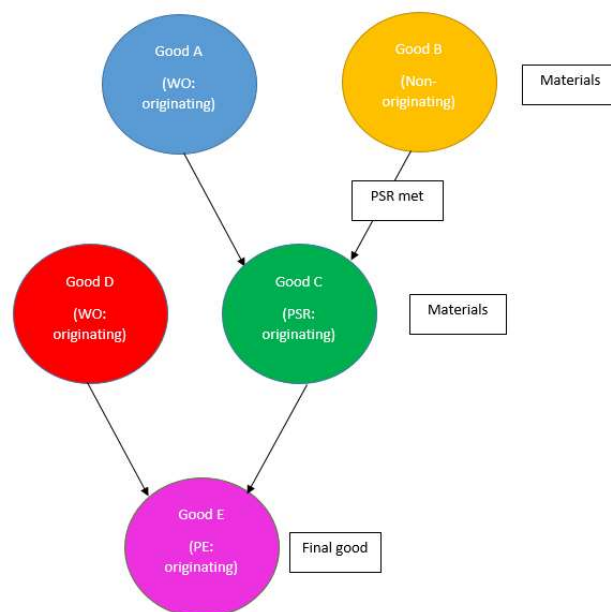 Good A
(WO:
originating)
Good B
(Non-
originating)
Materials
PSR met
Good D
(WO:
originating)
Good C
(PSR:
originating)
Materials
Good E
(PE:
originating)
Final good